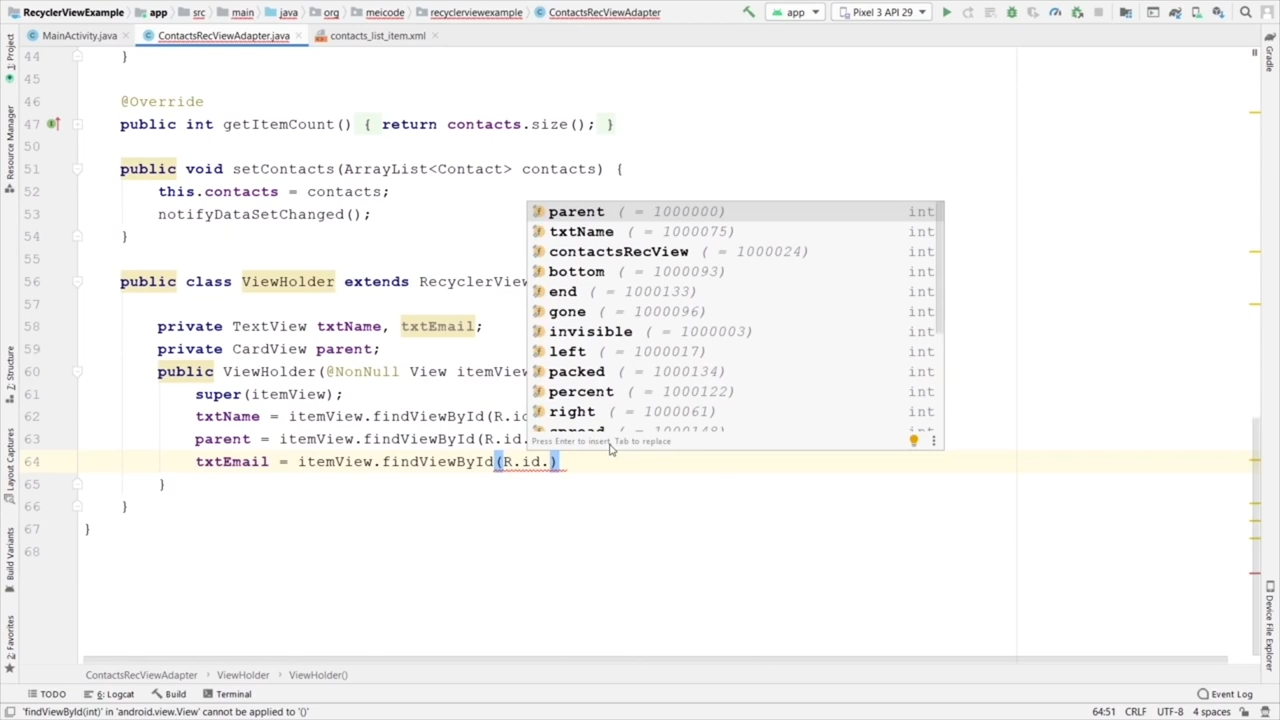 RecyclerViewExample app src main java org meicode recyclerviewexample ContactsRecViewAdapter app Pixel 3 API 29
MainActivity.java ContactsRecViewAdapter.java contacts_list_item.xml
1: Project
Resource Manager
7: Structure
Layout Captures
Build Variants
2: Favorites
Gradle
Device File Explorer
44 }
45
46 @Override
47 public int getItemCount() { return contacts.size(); }
50
51 public void setContacts(ArrayList<Contact> contacts) {
52 this.contacts = contacts;
53 notifyDataSetChanged();
54 }
55
56 public class ViewHolder extends RecyclerView
57
58 private TextView txtName, txtEmail;
59 private CardView parent;
60 public ViewHolder(@NonNull View itemView
61 super(itemView);
62 txtName = itemView.findViewById(R.id
63 parent = itemView.findViewById(R.id.
64 txtEmail = itemView.findViewById(R.id.)
65 }
66 }
67 }
68
parent ( = 1000000) int
txtName ( = 1000075) int
contactsRecView ( = 1000024) int
bottom ( = 1000093) int
end ( = 1000133) int
gone ( = 1000096) int
invisible ( = 1000003) int
left ( = 1000017) int
packed ( = 1000134) int
percent ( = 1000122) int
right ( = 1000061) int
spread ( = 1000148) int
Press Enter to insert, Tab to replace
ContactsRecViewAdapter ViewHolder ViewHolder()
TODO 6: Logcat Build Terminal Event Log
'findViewById(int)' in 'android.view.View' cannot be applied to '()' 64:51 CRLF UTF-8 4 spaces